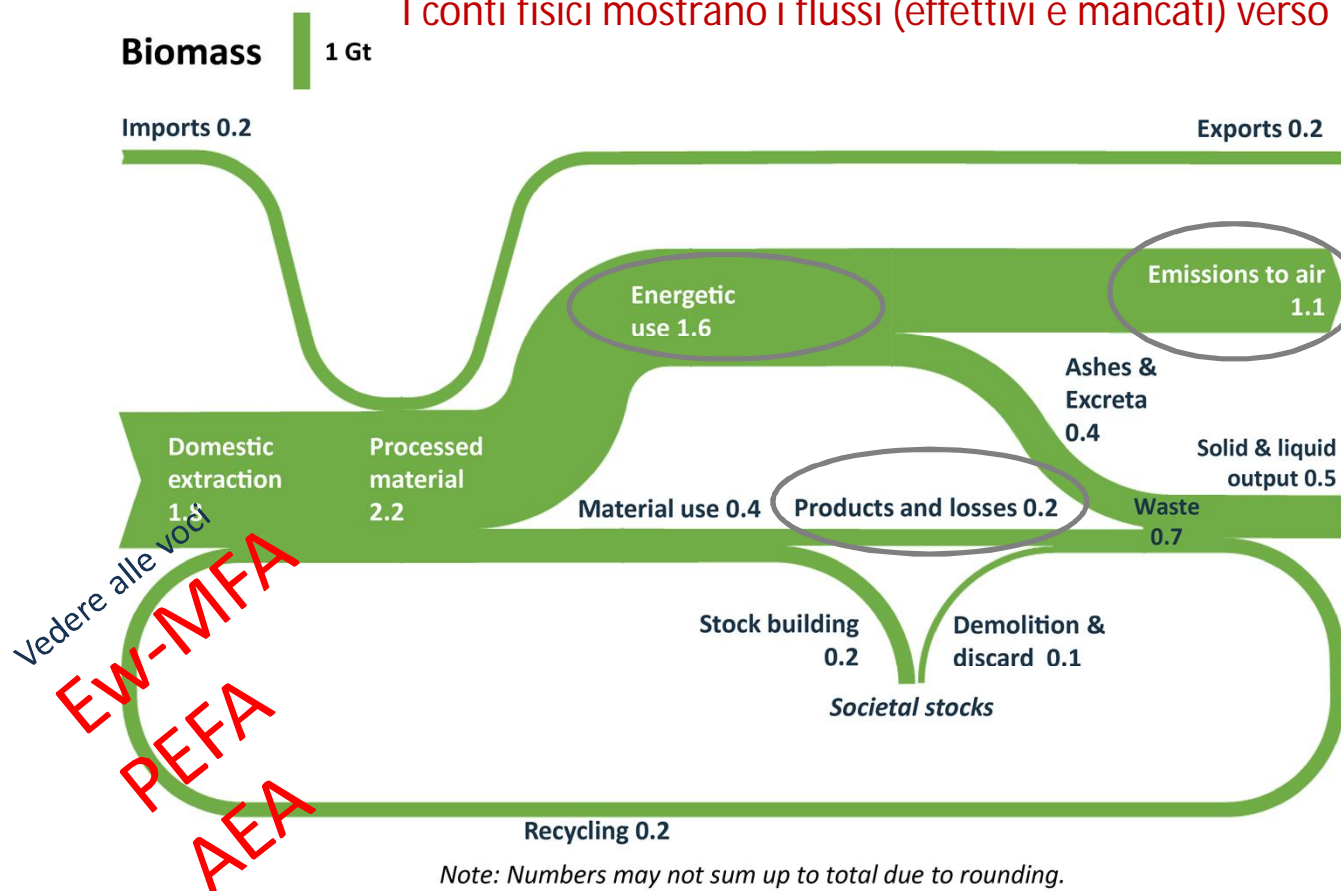 I conti fisici mostrano i flussi (effettivi e mancati) verso
Biomass
1 Gt
Imports 0.2
Exports 0.2
Energetic
use 1.6
Emissions to air
1.1
Ashes &
Excreta
0.4
Domestic
extraction
1.8
Processed
material
2.2
Solid & liquid
output 0.5
Material use 0.4
Products and losses 0.2
Waste
0.7
Vedere alle voci
Ew-MFA
PEFA
AEA
Stock building
0.2
Demolition &
discard 0.1
Societal stocks
Recycling 0.2
Note: Numbers may not sum up to total due to rounding.